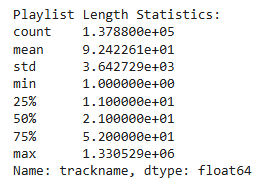 Playlist Length Statistics:
count    1.378800e+05
mean     9.242261e+01
std      3.642729e+03
min      1.000000e+00
25%      1.100000e+01
50%      2.100000e+01
75%      5.200000e+01
max      1.330529e+06
Name: trackname, dtype: float64